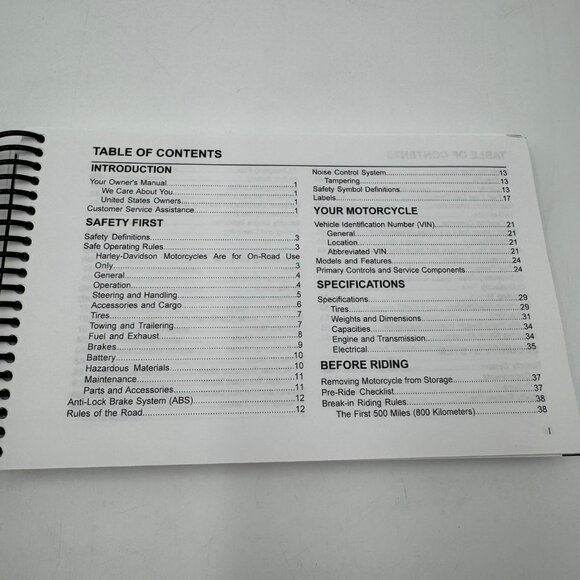 TABLE OF CONTENTS
INTRODUCTION
Your Owner's Manual....1
We Care About You....1
United States Owners....1
Customer Service Assistance....1
SAFETY FIRST
Safety Definitions....3
Safe Operating Rules....3
Harley-Davidson Motorcycles Are for On-Road Use
Only....3
General....4
Operation....4
Steering and Handling....5
Accessories and Cargo....6
Tires....7
Towing and Trailering....7
Fuel and Exhaust....8
Brakes....9
Battery....10
Hazardous Materials....10
Maintenance....11
Parts and Accessories....11
Anti-Lock Brake System (ABS)....12
Rules of the Road....12
Noise Control System....13
Tampering....13
Safety Symbol Definitions....13
Labels....17
YOUR MOTORCYCLE
Vehicle Identification Number (VIN)....21
General....21
Location....21
Abbreviated VIN....21
Models and Features....24
Primary Controls and Service Components....24
SPECIFICATIONS
Specifications....29
Tires....29
Weights and Dimensions....31
Capacities....34
Engine and Transmission....34
Electrical....35
BEFORE RIDING
Removing Motorcycle from Storage....37
Pre-Ride Checklist....37
Break-in Riding Rules....38
The First 500 Miles (800 Kilometers)....38
I